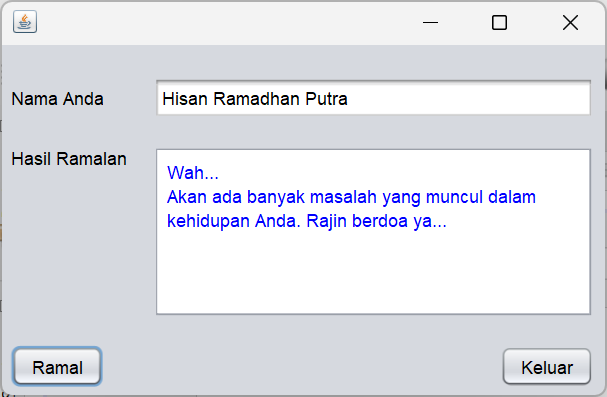 Nama Anda
Hisan Ramadhan Putra
Hasil Ramalan
Wah...
Akan ada banyak masalah yang muncul dalam
kehidupan Anda. Rajin berdoa ya...
Ramal
Keluar